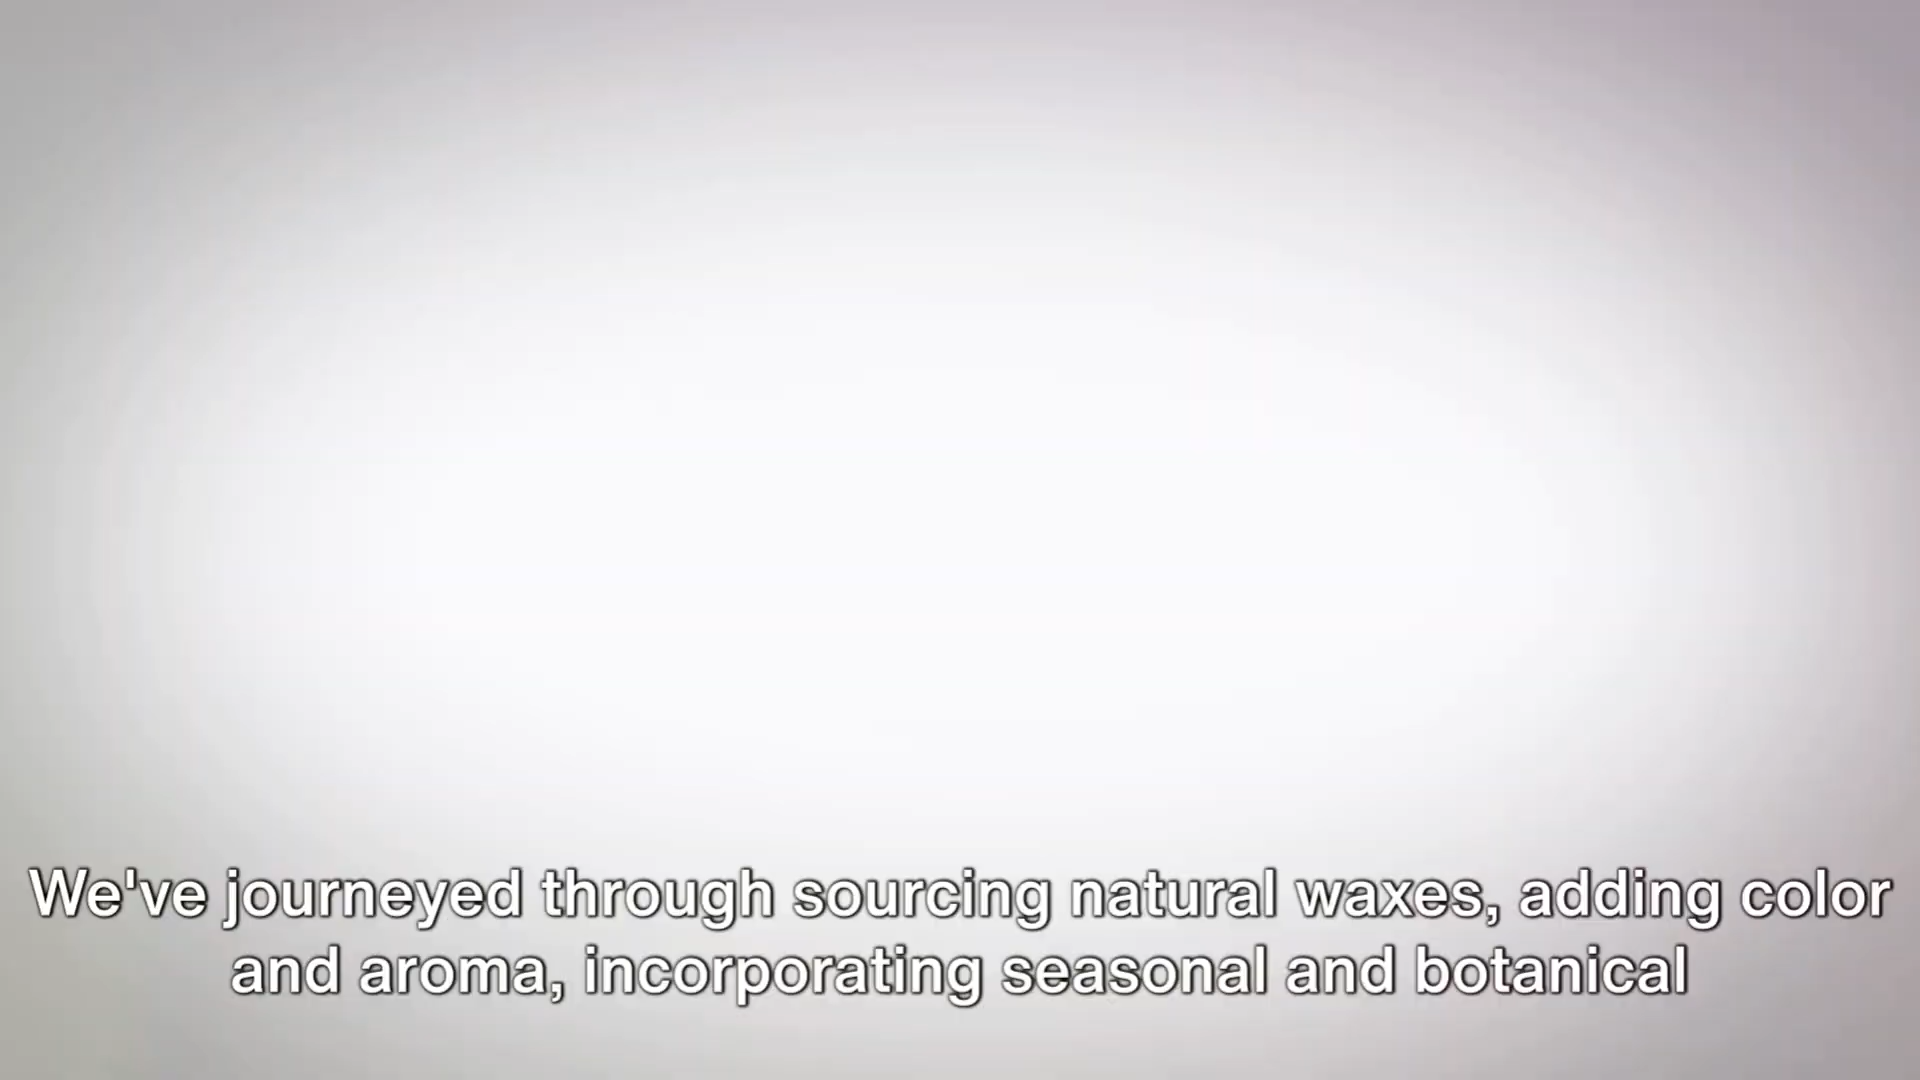 We've journeyed through sourcing natural waxes, adding color
and aroma, incorporating seasonal and botanical